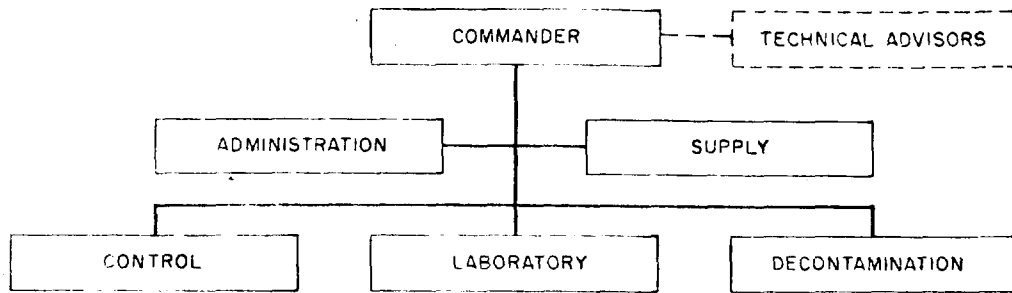 COMMANDER
TECHNICAL ADVISORS
ADMINISTRATION
SUPPLY
CONTROL
LABORATORY
DECONTAMINATION